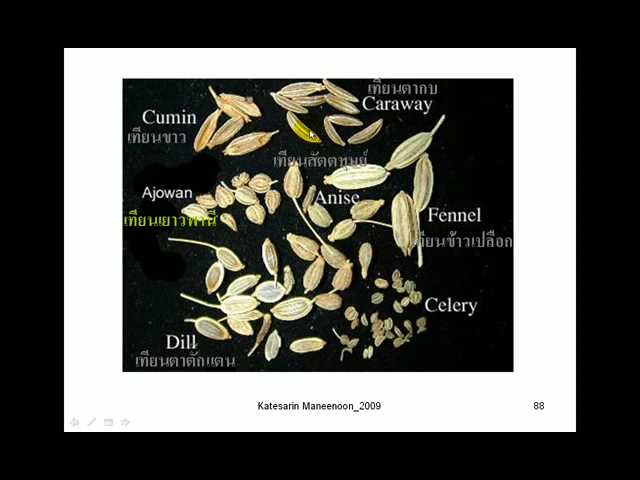 เทียนตากบ
Caraway
Cumin
เทียนขาว
เทียนสัตตบุษย์
Anise
Ajowan
เทียนเยาวพาณี
Fennel
เทียนข้าวเปลือก
Celery
Dill
เทียนตาตั๊กแตน
Katesarin Maneenoon_2009
88